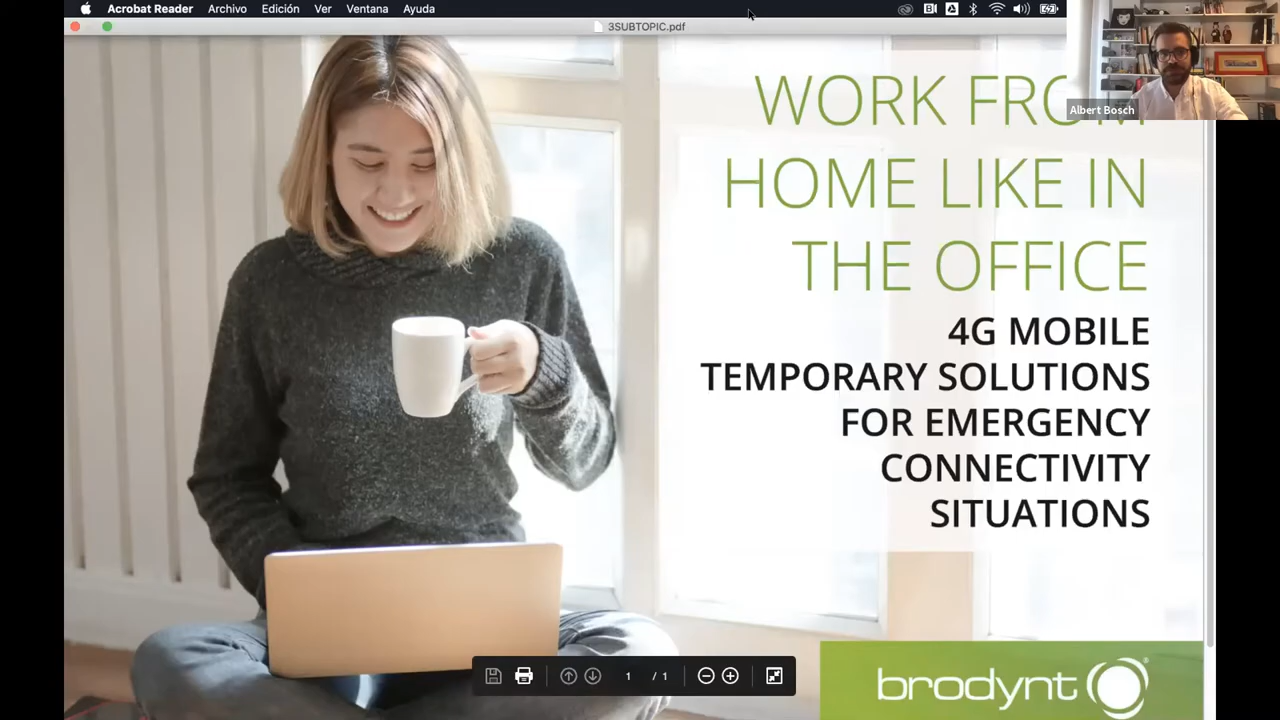 Acrobat Reader Archivo Edición Ver Ventana Ayuda
3SUBTOPIC.pdf
Albert Bosch
WORK FROM
HOME LIKE IN
THE OFFICE
4G MOBILE
TEMPORARY SOLUTIONS
FOR EMERGENCY
CONNECTIVITY
SITUATIONS
1 / 1
brodynt